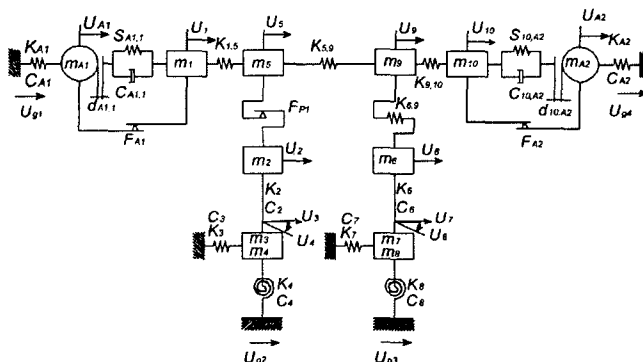 U_A1 U_1 U_5 U_9 U_10 U_A2
K_A1 S_A1,1 K_1,5 K_5,9 K_9,10 S_10,A2 K_A2
m_A1 m_1 m_5 m_9 m_10 m_A2
C_A1 C_A1,1 C_10,A2 C_A2
U_g1 d_A1,1 d_10,A2 U_g4
F_A1 F_P1 K_6,9 F_A2
m_2 U_2 m_6 U_6
K_2 K_6
C_2 C_6
C_3 U_3 C_7 U_7
K_3 U_4 K_7 U_8
m_3 m_7
m_4 m_8
K_4 K_8
C_4 C_8
U_g2 U_g3